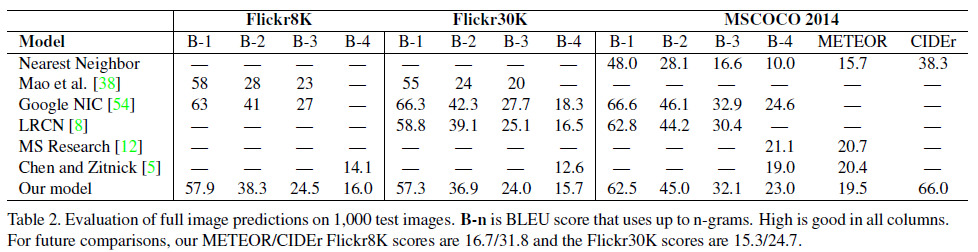 Flickr8K Flickr30K MSCOCO 2014
Model B-1 B-2 B-3 B-4 B-1 B-2 B-3 B-4 B-1 B-2 B-3 B-4 METEOR CIDEr
Nearest Neighbor — — — — — — — — 48.0 28.1 16.6 10.0 15.7 38.3
Mao et al. [38] 58 28 23 — 55 24 20 — — — — — — —
Google NIC [54] 63 41 27 — 66.3 42.3 27.7 18.3 66.6 46.1 32.9 24.6 — —
LRCN [8] — — — — 58.8 39.1 25.1 16.5 62.8 44.2 30.4 — — —
MS Research [12] — — — — — — — — — — — 21.1 20.7 —
Chen and Zitnick [5] — — — 14.1 — — — 12.6 — — — 19.0 20.4 —
Our model 57.9 38.3 24.5 16.0 57.3 36.9 24.0 15.7 62.5 45.0 32.1 23.0 19.5 66.0
Table 2. Evaluation of full image predictions on 1,000 test images. B-n is BLEU score that uses up to n-grams. High is good in all columns.
For future comparisons, our METEOR/CIDEr Flickr8K scores are 16.7/31.8 and the Flickr30K scores are 15.3/24.7.